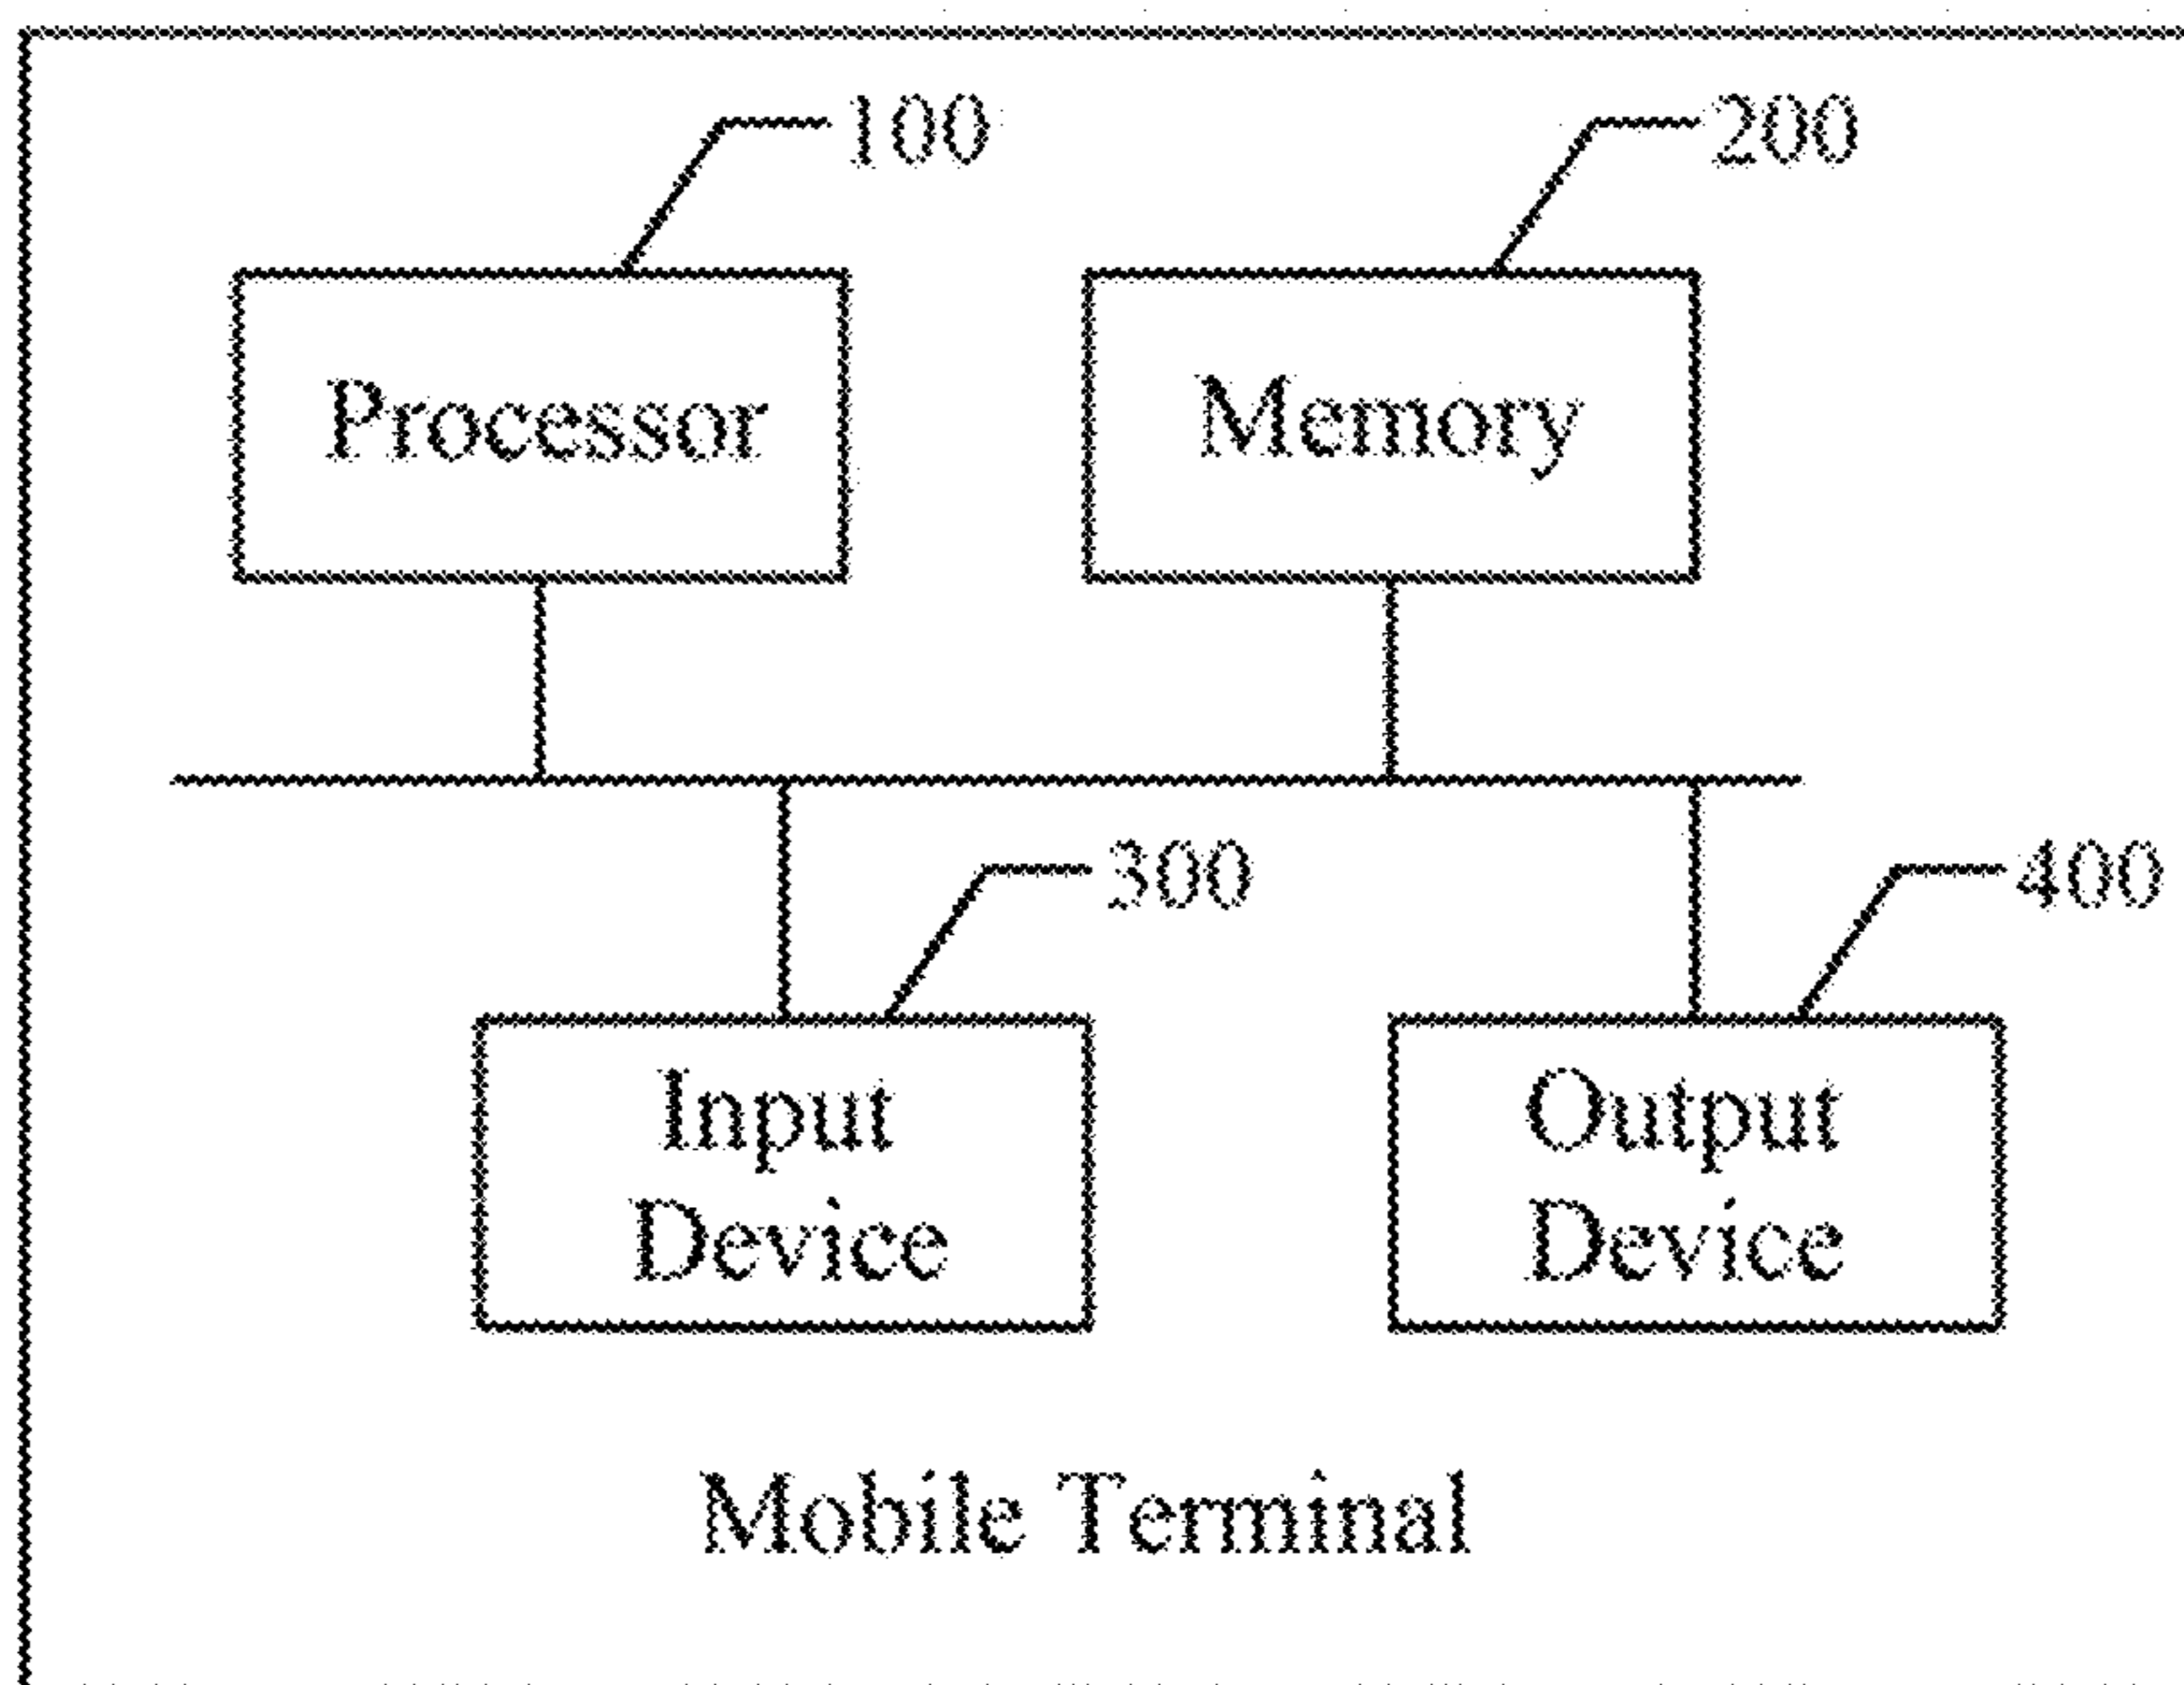 100
200
Processor
Memory
300
400
Input
Device
Output
Device
Mobile Terminal